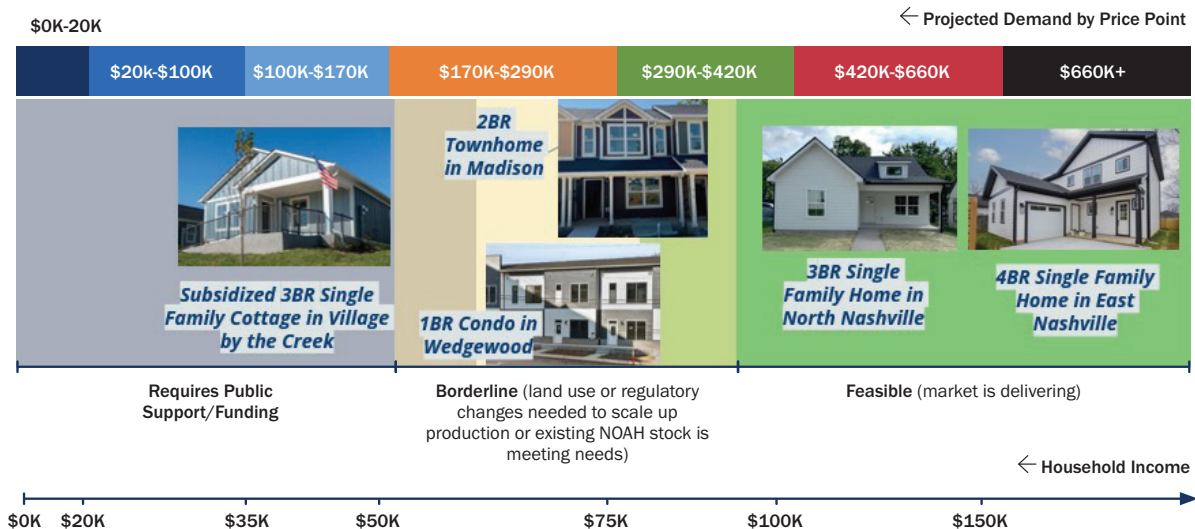 $0K-20K
Projected Demand by Price Point
$20k-$100K
$100K-$170K
$170K-$290K
$290K-$420K
$420K-$660K
$660K+
2BR
Townhome
in Madison
Subsidized 3BR Single
Family Cottage in Village
by the Creek
1BR Condo in
Wedgewood
3BR Single
Family Home in
North Nashville
4BR Single Family
Home in East
Nashville
Requires Public
Support/Funding
Borderline (land use or regulatory
changes needed to scale up
production or existing NOAH stock is
meeting needs)
Feasible (market is delivering)
Household Income
$0K
$20K
$35K
$50K
$75K
$100K
$150K